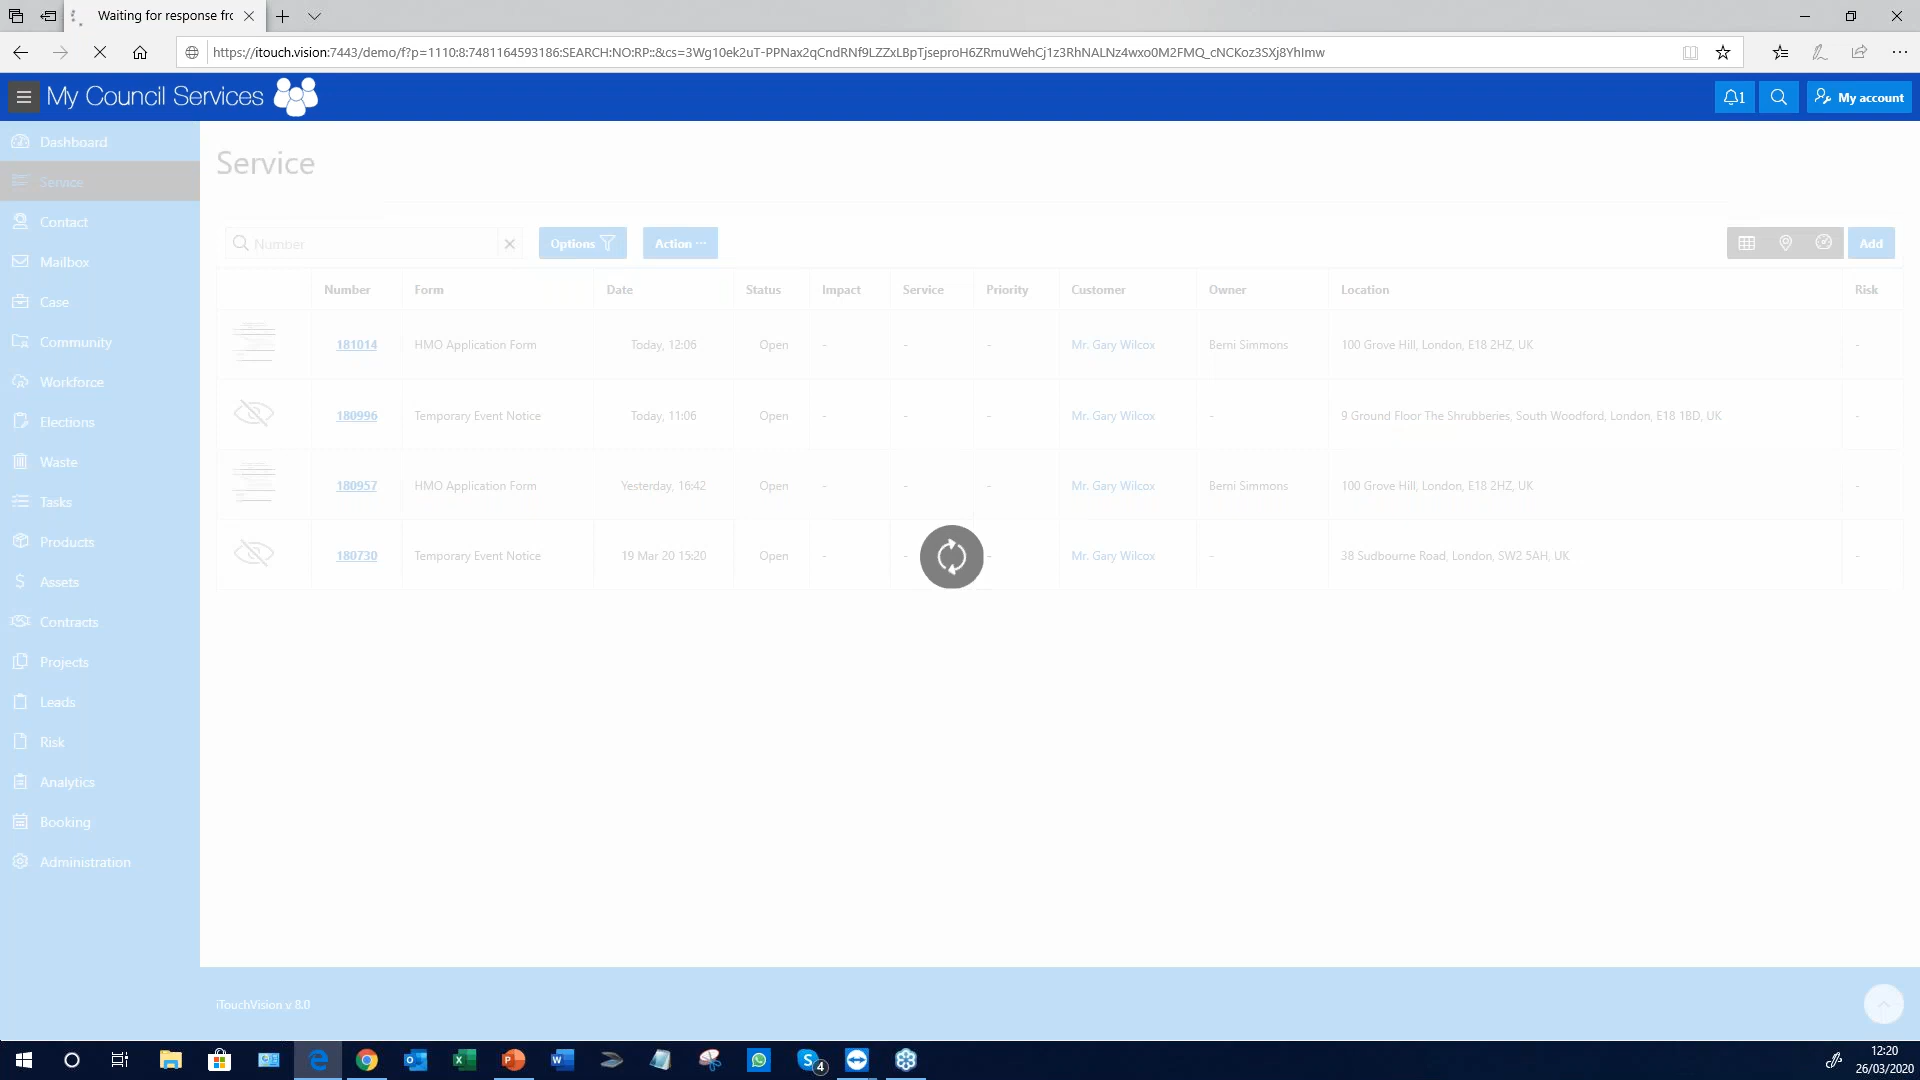 Waiting for response fro
https://itouch.vision:7443/demo/f?p=1110:8:7481164593186:SEARCH:NO:RP::&cs=3Wg10ek2uT-PPNax2qCndRNf9LZZxLBpTjseproH6ZRmuWehCj1z3RhNALNz4wxo0M2FMQ_cNCKoz3SXj8YhImw
My Council Services
1
My account
Dashboard
Service
Contact
Mailbox
Case
Community
Workforce
Elections
Waste
Tasks
Products
Assets
Contracts
Projects
Leads
Risk
Analytics
Booking
Administration
Service
Number
Options
Action ···
Add
Number Form Date Status Impact Service Priority Customer Owner Location Risk
181014 HMO Application Form Today, 12:06 Open - - - Mr. Gary Wilcox Berni Simmons 100 Grove Hill, London, E18 2HZ, UK -
180996 Temporary Event Notice Today, 11:06 Open - - - Mr. Gary Wilcox - 9 Ground Floor The Shrubberies, South Woodford, London, E18 1BD, UK -
180957 HMO Application Form Yesterday, 16:42 Open - - - Mr. Gary Wilcox Berni Simmons 100 Grove Hill, London, E18 2HZ, UK -
180730 Temporary Event Notice 19 Mar 20 15:20 Open - - - Mr. Gary Wilcox - 38 Sudbourne Road, London, SW2 5AH, UK -
iTouchVision v 8.0
4
12:20
26/03/2020